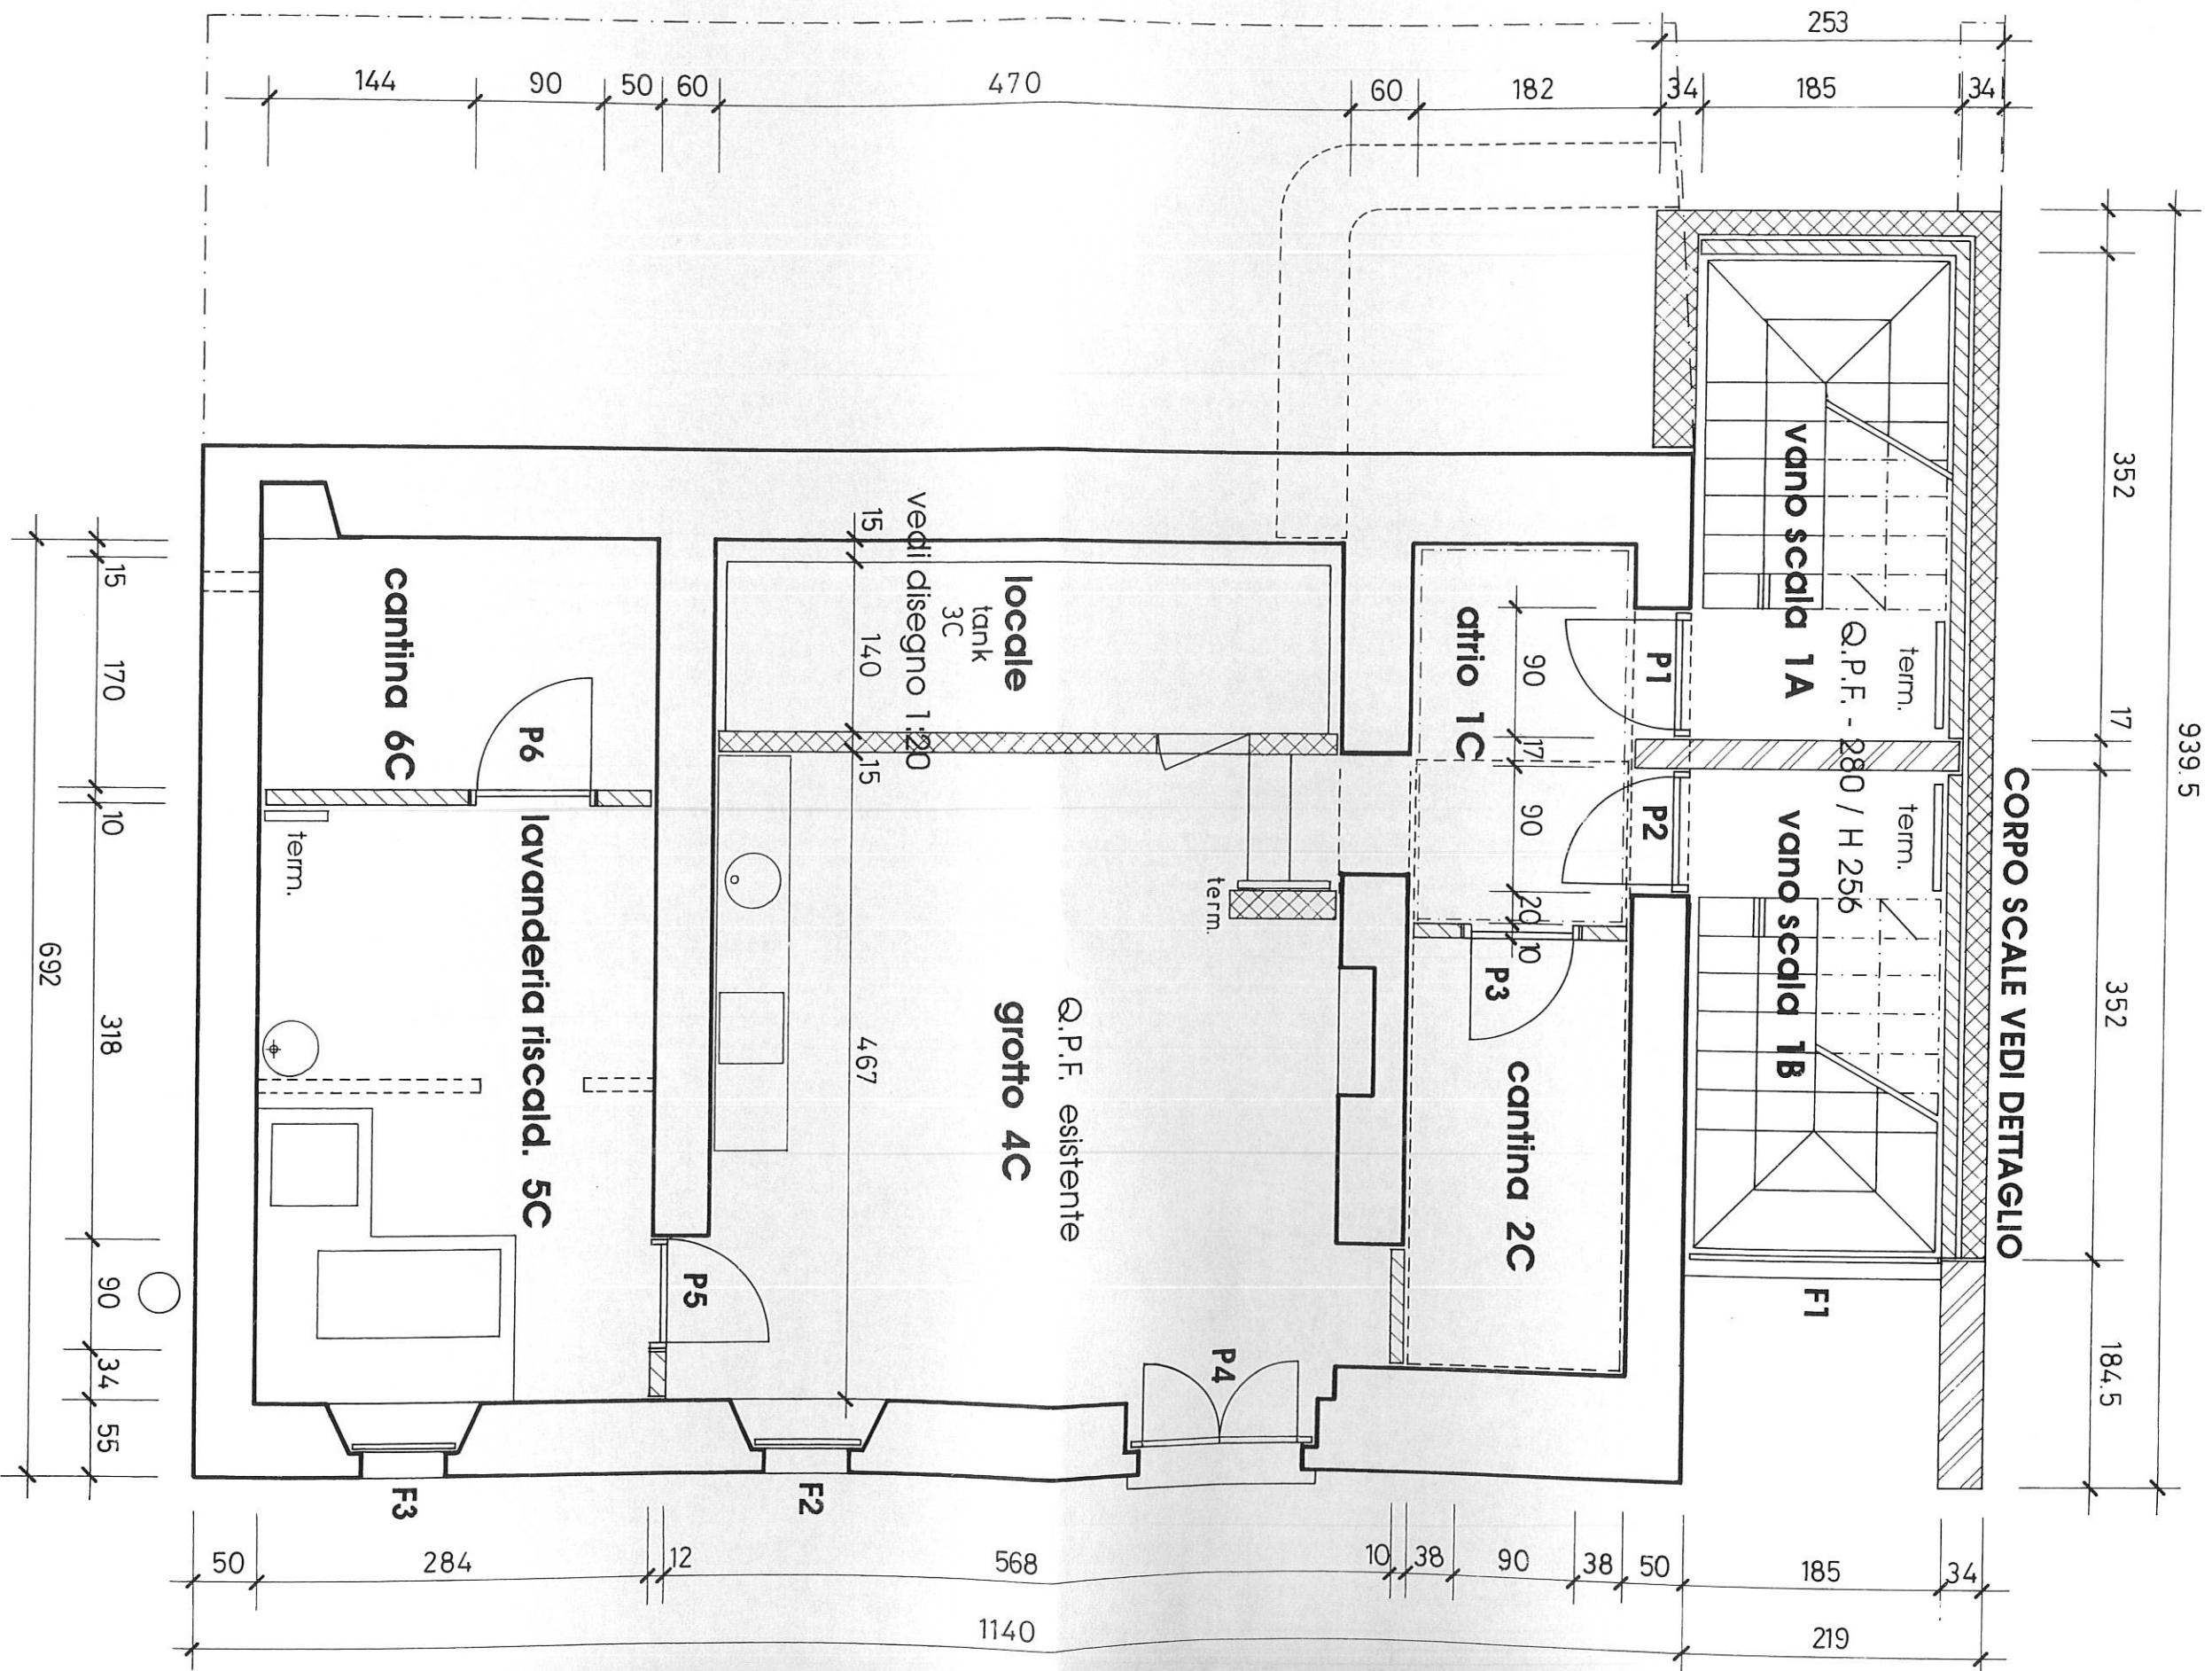 253
144
90
50
60
470
60
182
34
185
34
352
17
352
184.5
939.5
CORPO SCALE VEDI DETTAGLIO
vano scala 1A
Q.P.F. - 280 / H 256
term.
term.
vano scala 1B
F1
P1
P2
atrio 1C
90
17
90
20
10
P3
cantina 2C
locale
tank
3C
vedi disegno 1:20
15
140
15
467
term.
Q.P.F. esistente
grotto 4C
P4
P5
F2
cantina 6C
P6
lavanderia riscald. 5C
term.
F3
15
170
10
318
90
34
55
692
50
284
12
568
10
38
90
38
50
185
34
1140
219